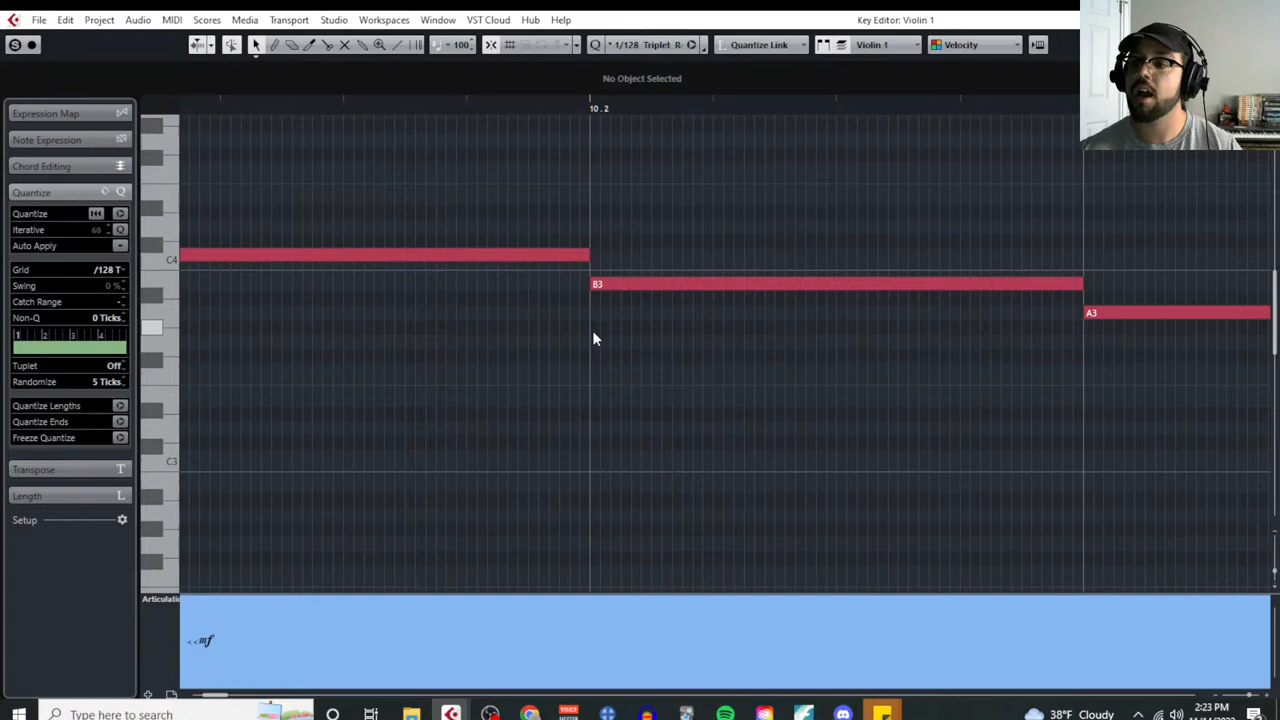 File Edit Project Audio MIDI Scores Media Transport Studio Workspaces Window VST Cloud Hub Help Key Editor: Violin 1
100 Q 1/128 Triplet R- Quantize Link Violin 1 Velocity
No Object Selected
10.2
Expression Map
Note Expression
Chord Editing
Quantize Q
Quantize
Iterative 60 Q
Auto Apply
Grid /128 T
Swing 0 %
Catch Range -
Non-Q 0 Ticks
1 2 3 4
Tuplet Off
Randomize 5 Ticks
Quantize Lengths
Quantize Ends
Freeze Quantize
Transpose T
Length L
Setup
C4
B3
A3
C3
Articulati
<<mf
Type here to search
38°F Cloudy
2:23 PM